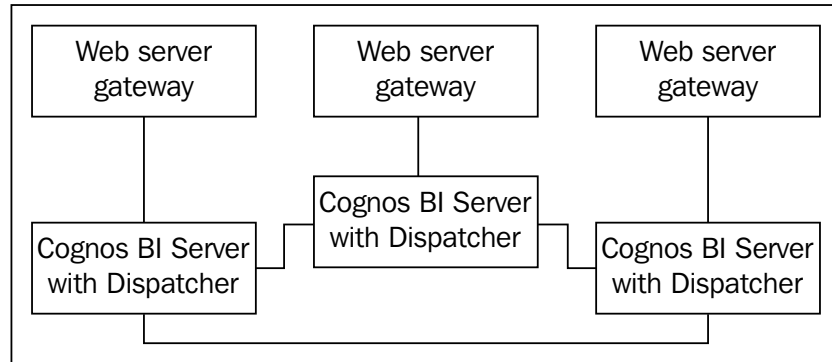 Web server
gateway
Web server
gateway
Web server
gateway
Cognos BI Server
with Dispatcher
Cognos BI Server
with Dispatcher
Cognos BI Server
with Dispatcher